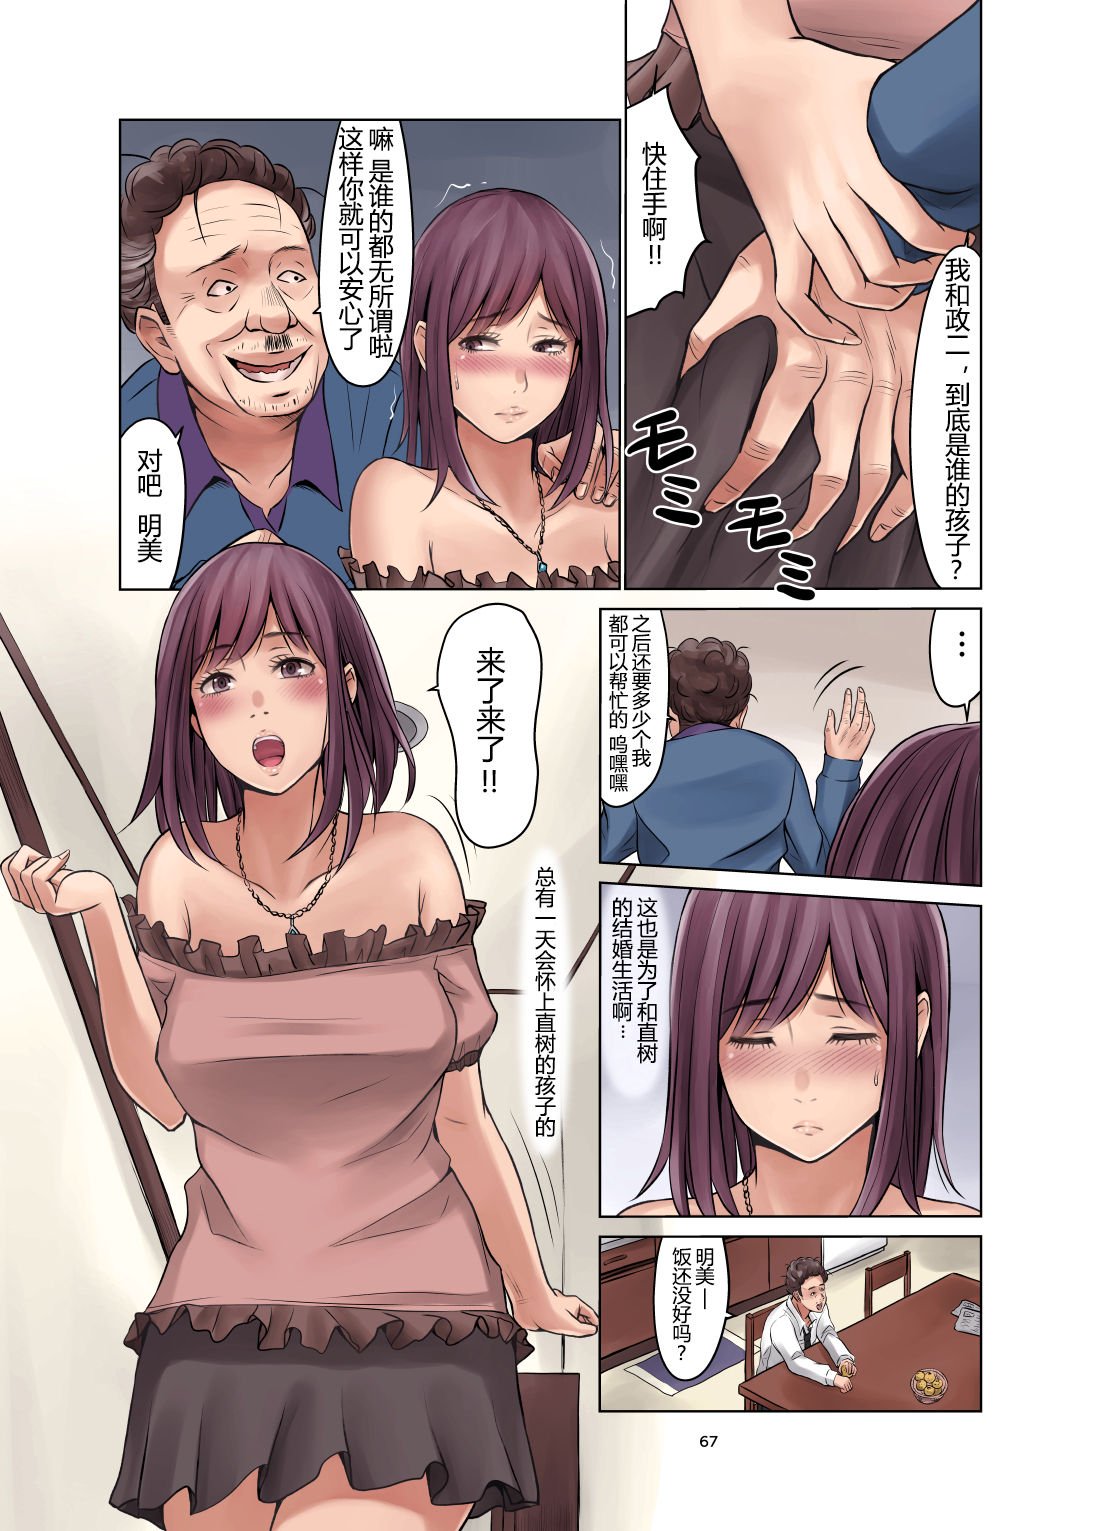 快住手啊!!
我和政二，到底是谁的孩子？
モミ
モミ
嘛 是谁的都无所谓啦
这样你就可以安心了
对吧 明美
…
之后还要多少个我
都可以帮忙的 呜嘿嘿
这也是为了和直树
的结婚生活啊…
明美—
饭还没好吗？
来了来了!!
总有一天会怀上直树的孩子的
67